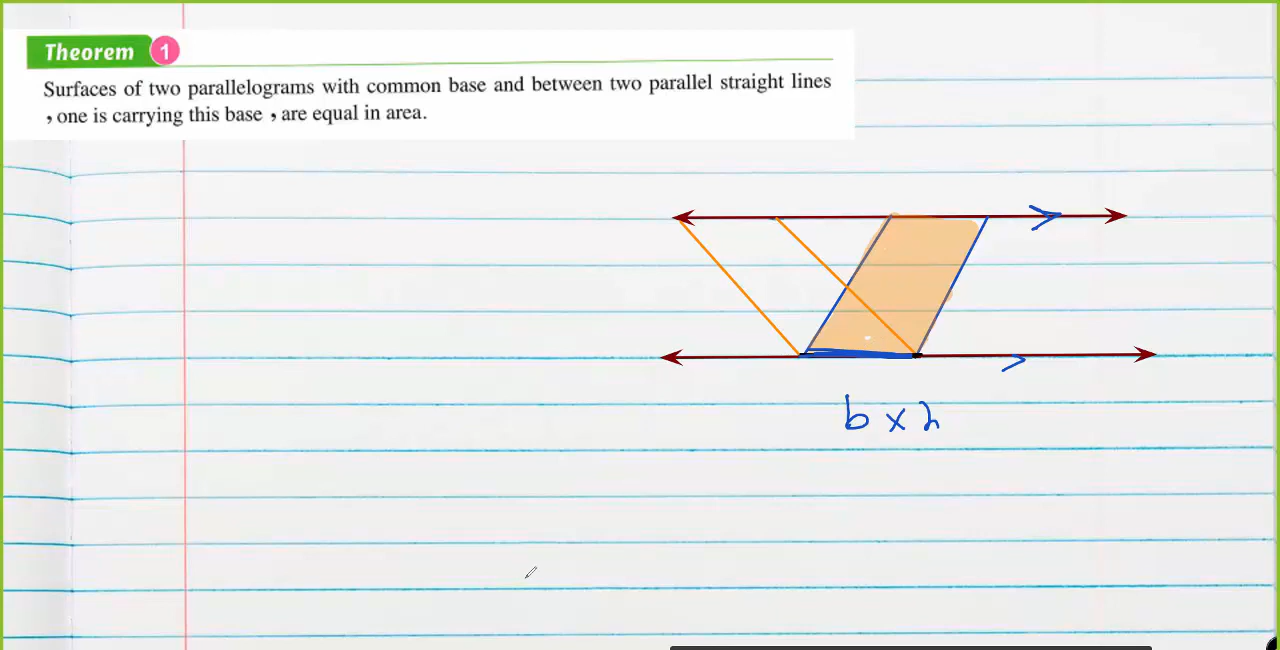 Theorem 1
Surfaces of two parallelograms with common base and between two parallel straight lines
, one is carrying this base , are equal in area.
b x h